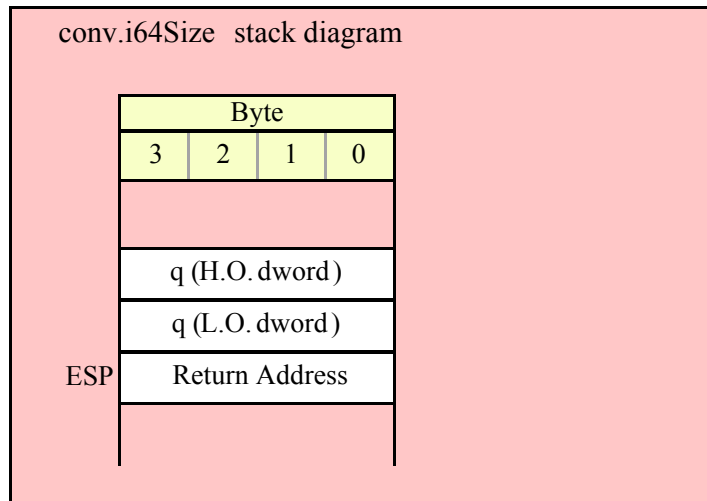 conv.i64Size stack diagram
Byte
3 2 1 0
q (H.O. dword)
q (L.O. dword)
ESP Return Address